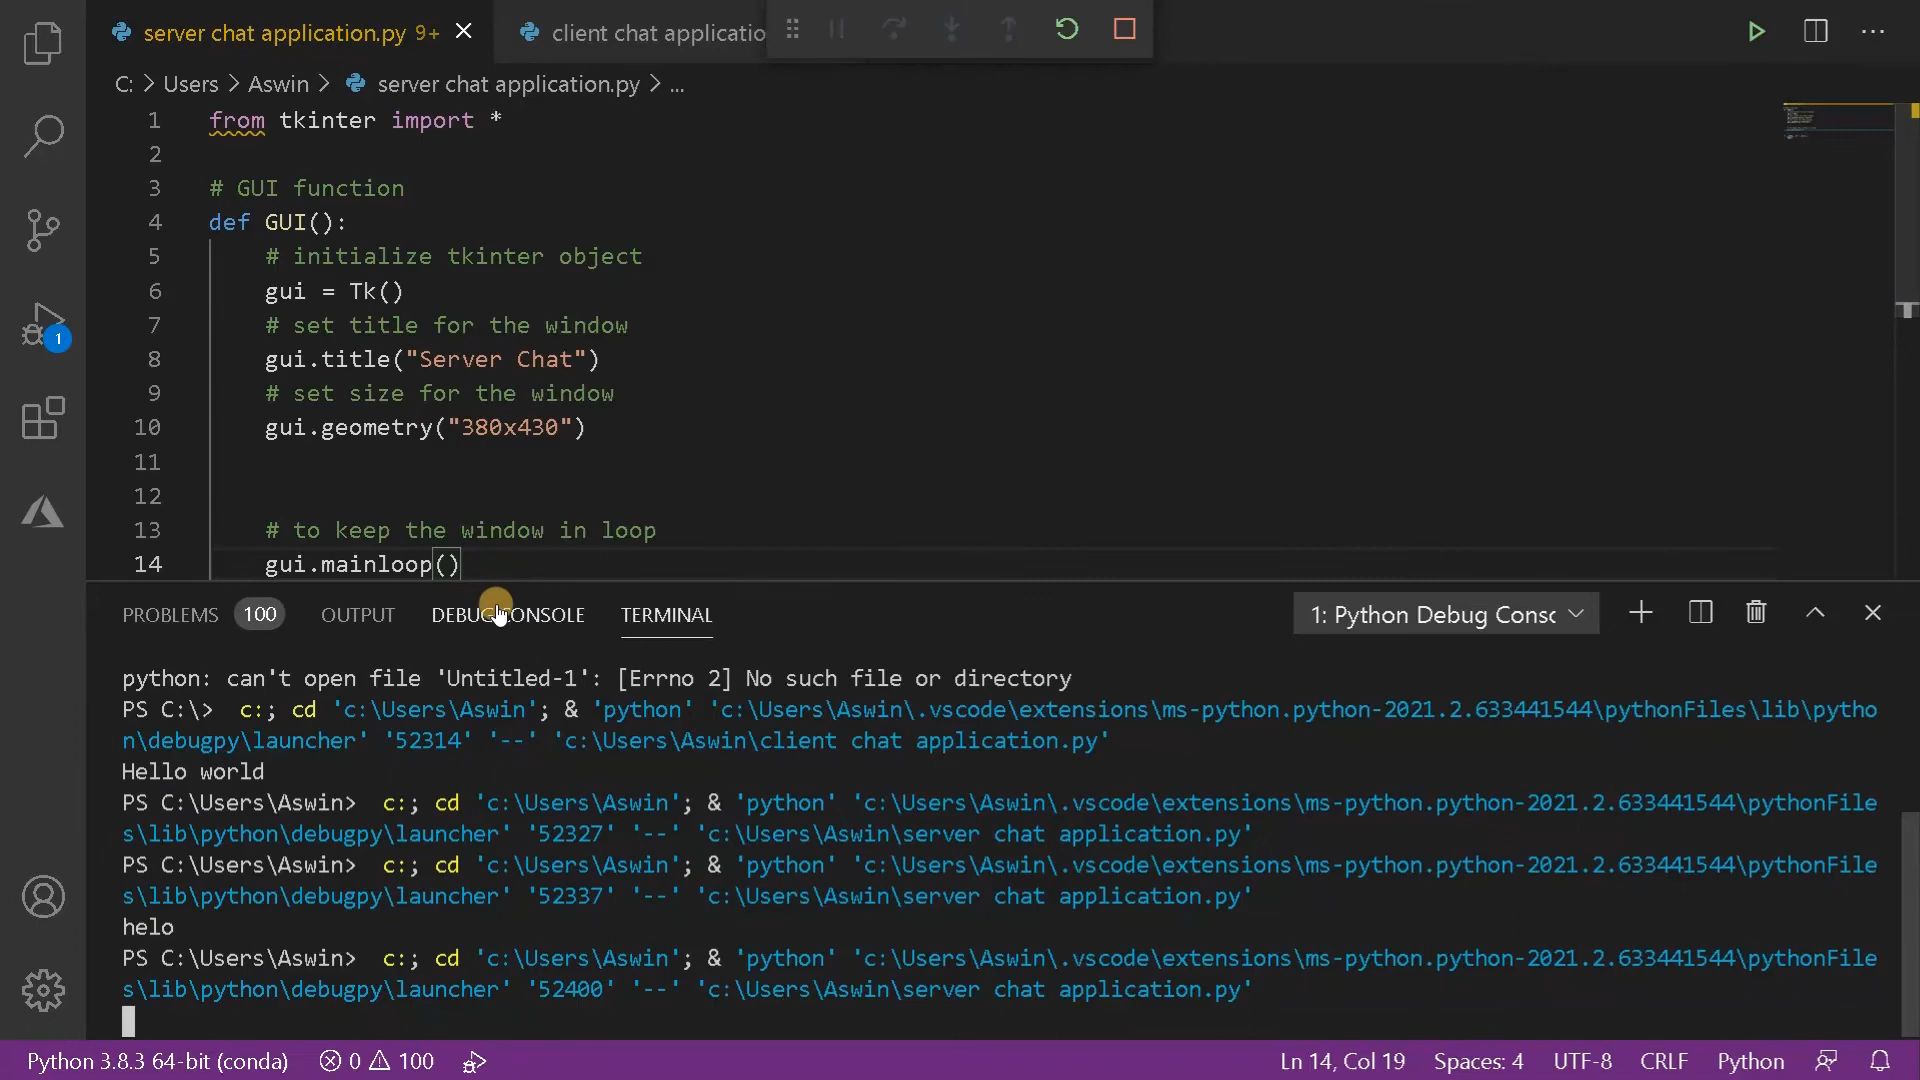 server chat application.py 9+
client chat applicatio
C: > Users > Aswin > server chat application.py > ...
1 from tkinter import *
2
3 # GUI function
4 def GUI():
5 # initialize tkinter object
6 gui = Tk()
7 # set title for the window
8 gui.title("Server Chat")
9 # set size for the window
10 gui.geometry("380x430")
11
12
13 # to keep the window in loop
14 gui.mainloop()
1
PROBLEMS 100 OUTPUT DEBUG CONSOLE TERMINAL 1: Python Debug Consc
python: can't open file 'Untitled-1': [Errno 2] No such file or directory
PS C:\> c:; cd 'c:\Users\Aswin'; & 'python' 'c:\Users\Aswin\.vscode\extensions\ms-python.python-2021.2.633441544\pythonFiles\lib\pytho
n\debugpy\launcher' '52314' '--' 'c:\Users\Aswin\client chat application.py'
Hello world
PS C:\Users\Aswin> c:; cd 'c:\Users\Aswin'; & 'python' 'c:\Users\Aswin\.vscode\extensions\ms-python.python-2021.2.633441544\pythonFile
s\lib\python\debugpy\launcher' '52327' '--' 'c:\Users\Aswin\server chat application.py'
PS C:\Users\Aswin> c:; cd 'c:\Users\Aswin'; & 'python' 'c:\Users\Aswin\.vscode\extensions\ms-python.python-2021.2.633441544\pythonFile
s\lib\python\debugpy\launcher' '52337' '--' 'c:\Users\Aswin\server chat application.py'
helo
PS C:\Users\Aswin> c:; cd 'c:\Users\Aswin'; & 'python' 'c:\Users\Aswin\.vscode\extensions\ms-python.python-2021.2.633441544\pythonFile
s\lib\python\debugpy\launcher' '52400' '--' 'c:\Users\Aswin\server chat application.py'
Python 3.8.3 64-bit (conda) 0 100 Ln 14, Col 19 Spaces: 4 UTF-8 CRLF Python